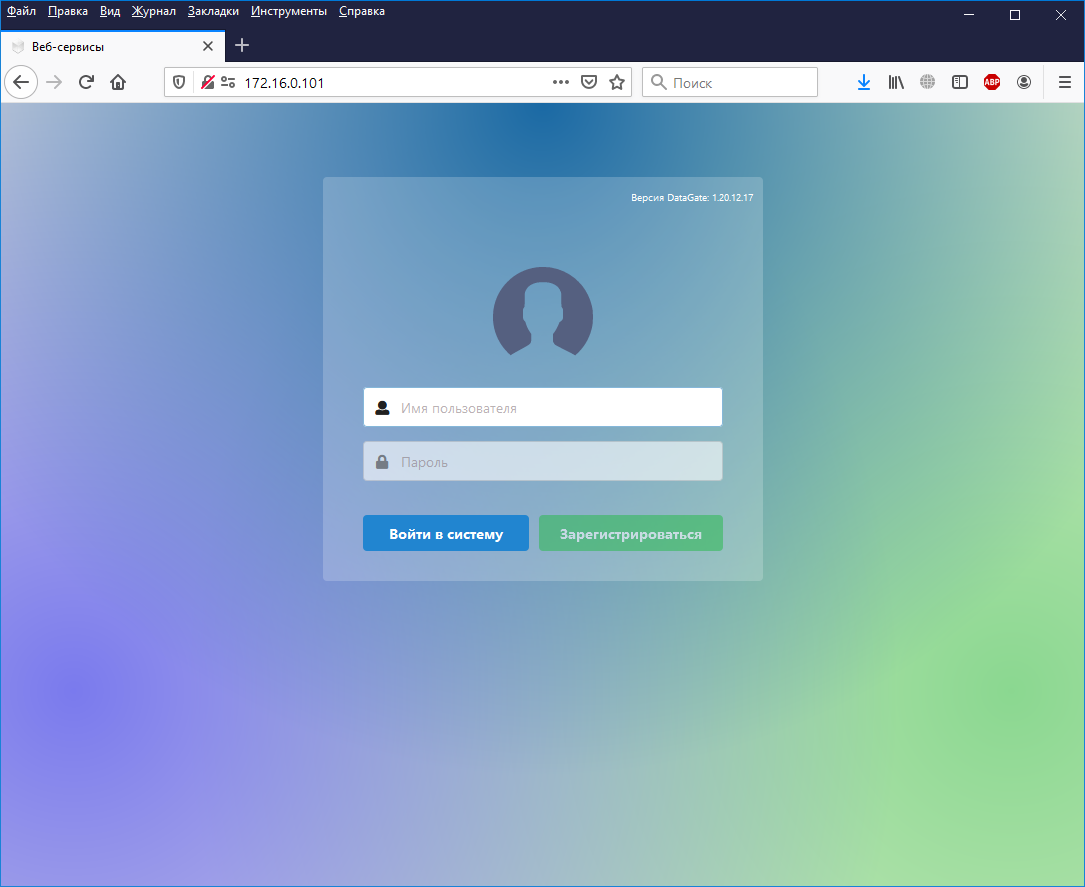 Файл Правка Вид Журнал Закладки Инструменты Справка
Веб-сервисы
172.16.0.101
Поиск
ABP
Версия DataGate: 1.20.12.17
Имя пользователя
Пароль
Войти в систему Зарегистрироваться